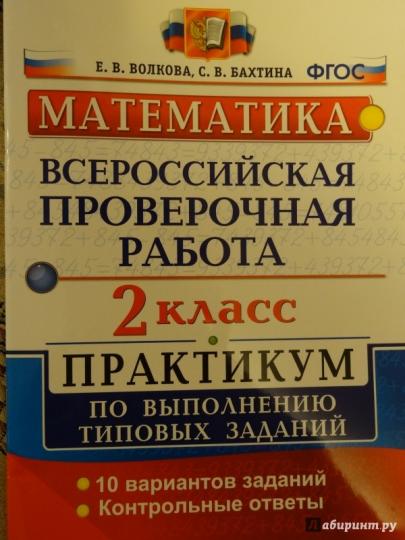 Е. В. ВОЛКОВА, С. В. БАХТИНА
ФГОС
МАТЕМАТИКА
ВСЕРОССИЙСКАЯ
ПРОВЕРОЧНАЯ
РАБОТА
2 КЛАСС
ПРАКТИКУМ
ПО ВЫПОЛНЕНИЮ
ТИПОВЫХ ЗАДАНИЙ
• 10 вариантов заданий
• Контрольные ответы
Лабиринт.ру